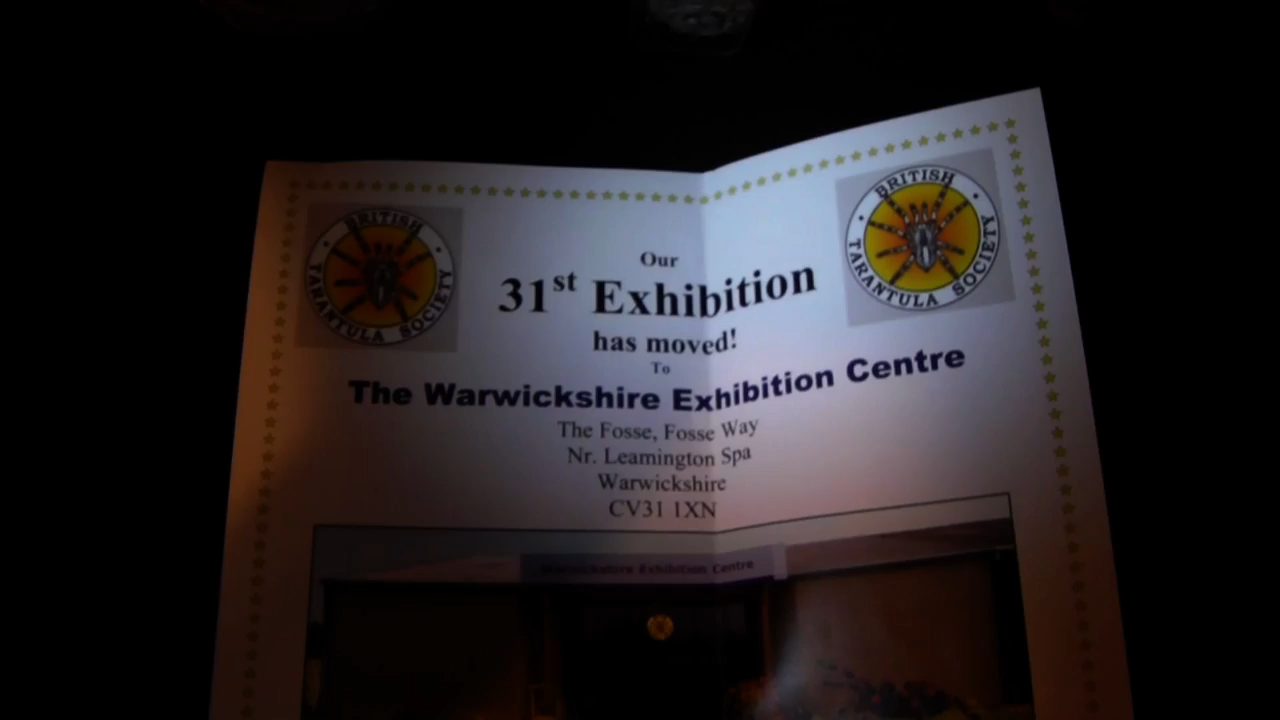 BRITISH
TARANTULA SOCIETY
BRITISH
TARANTULA SOCIETY
Our
31st Exhibition
has moved!
To
The Warwickshire Exhibition Centre
The Fosse, Fosse Way
Nr. Leamington Spa
Warwickshire
CV31 1XN
Warwickshire Exhibition Centre